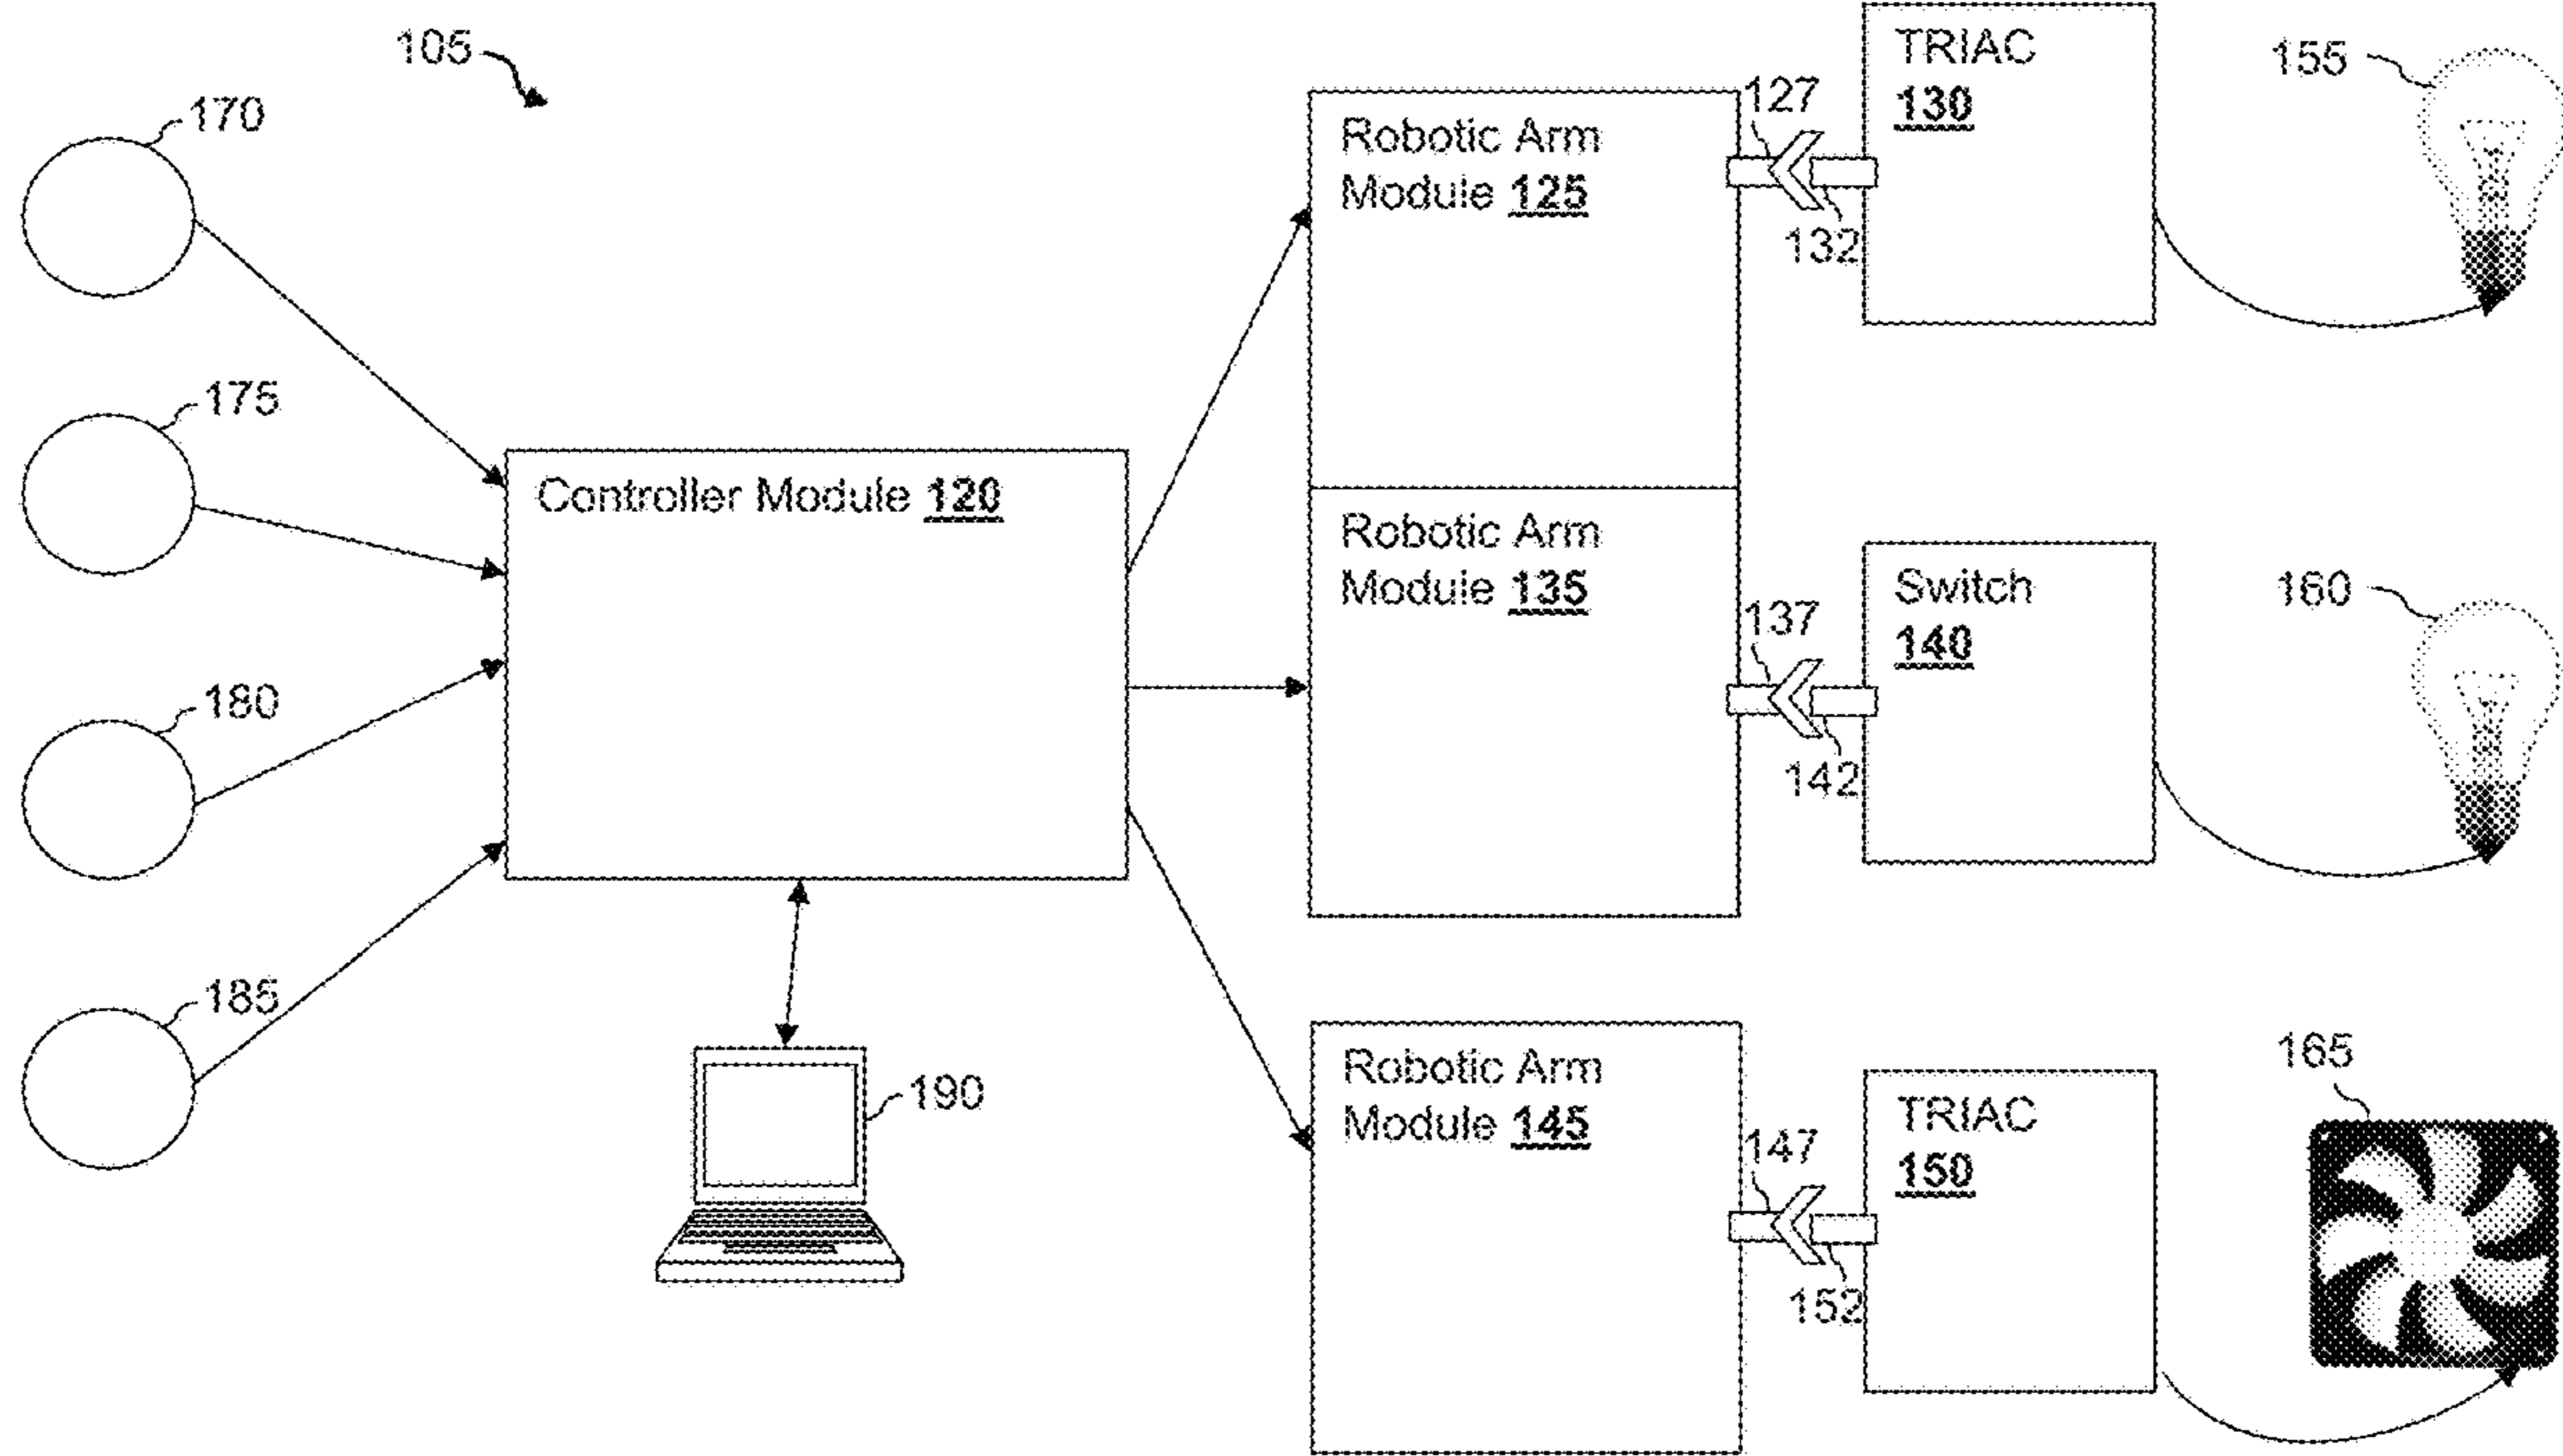 105
170
175
180
185
Controller Module 120
190
Robotic Arm
Module 125
127
132
TRIAC
130
155
Robotic Arm
Module 135
137
142
Switch
140
160
Robotic Arm
Module 145
147
152
TRIAC
150
165